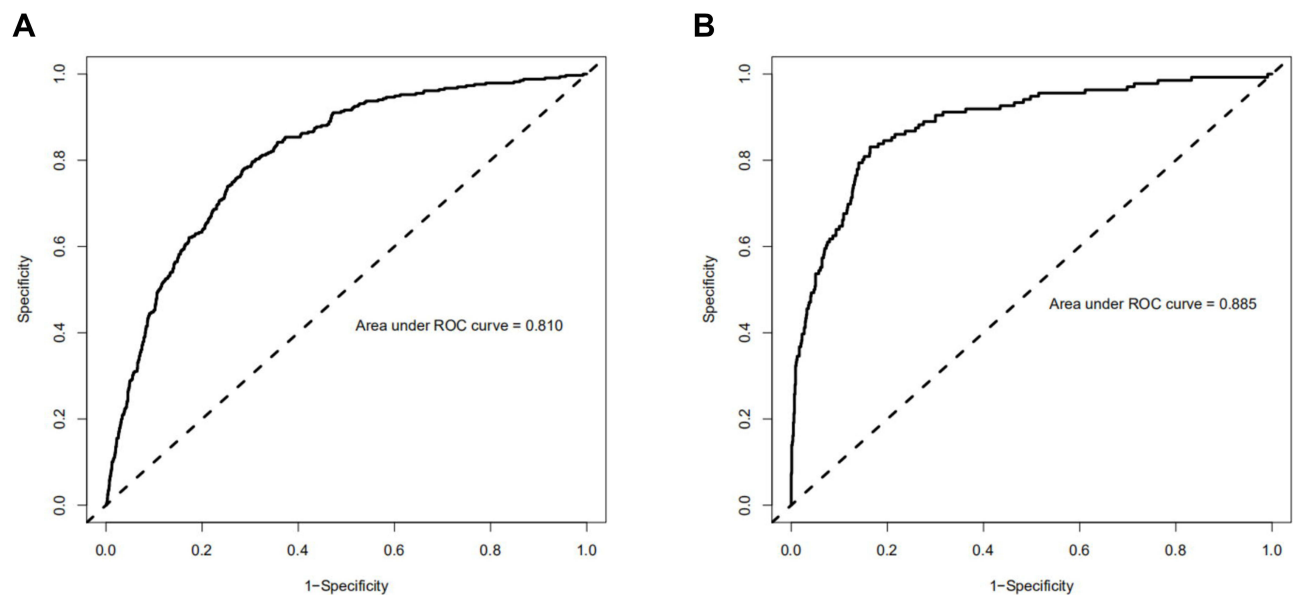 A
B
1.0
0.8
0.6
0.4
0.2
0.0
Specificity
Area under ROC curve = 0.810
0.0 0.2 0.4 0.6 0.8 1.0
1−Specificity
1.0
0.8
0.6
0.4
0.2
0.0
Specificity
Area under ROC curve = 0.885
0.0 0.2 0.4 0.6 0.8 1.0
1−Specificity